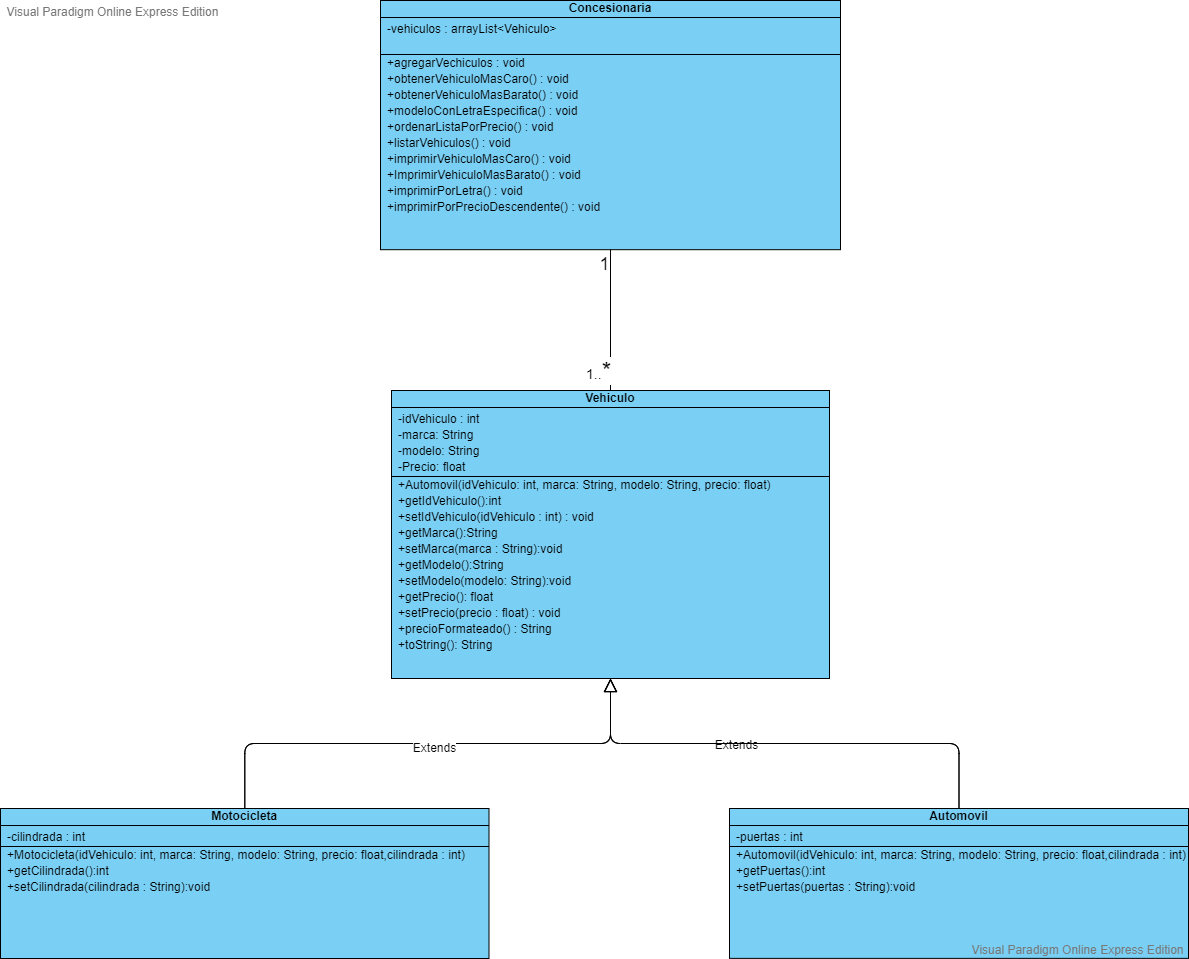 Visual Paradigm Online Express Edition
Concesionaria
-vehiculos : arrayList<Vehiculo>
+agregarVechiculos : void
+obtenerVehiculoMasCaro() : void
+obtenerVehiculoMasBarato() : void
+modeloConLetraEspecifica() : void
+ordenarListaPorPrecio() : void
+listarVehiculos() : void
+imprimirVehiculoMasCaro() : void
+ImprimirVehiculoMasBarato() : void
+imprimirPorLetra() : void
+imprimirPorPrecioDescendente() : void
1
1..*
Vehiculo
-idVehiculo : int
-marca: String
-modelo: String
-Precio: float
+Automovil(idVehiculo: int, marca: String, modelo: String, precio: float)
+getIdVehiculo():int
+setIdVehiculo(idVehiculo : int) : void
+getMarca():String
+setMarca(marca : String):void
+getModelo():String
+setModelo(modelo: String):void
+getPrecio(): float
+setPrecio(precio : float) : void
+precioFormateado() : String
+toString(): String
Extends
Extends
Motocicleta
-cilindrada : int
+Motocicleta(idVehiculo: int, marca: String, modelo: String, precio: float,cilindrada : int)
+getCilindrada():int
+setCilindrada(cilindrada : String):void
Automovil
-puertas : int
+Automovil(idVehiculo: int, marca: String, modelo: String, precio: float,cilindrada : int)
+getPuertas():int
+setPuertas(puertas : String):void
Visual Paradigm Online Express Edition